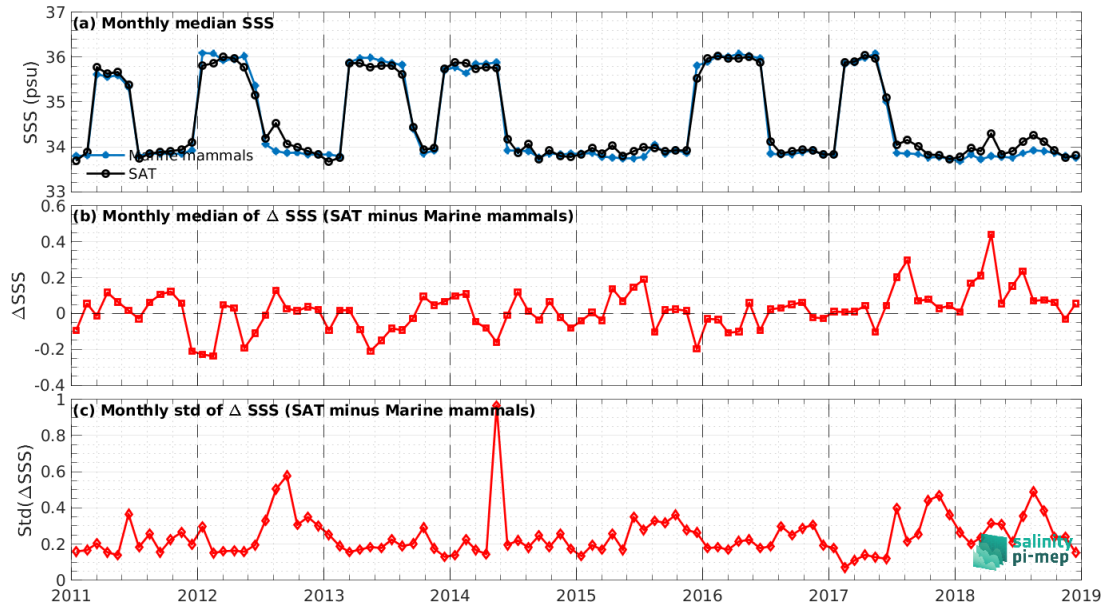 (a) Monthly median SSS
37
36
35
34
33
SSS (psu)
Marine mammals
SAT
(b) Monthly median of Δ SSS (SAT minus Marine mammals)
0.6
0.4
0.2
0
-0.2
-0.4
ΔSSS
(c) Monthly std of Δ SSS (SAT minus Marine mammals)
1
0.8
0.6
0.4
0.2
0
Std(ΔSSS)
salinity
pi-mep
2011 2012 2013 2014 2015 2016 2017 2018 2019